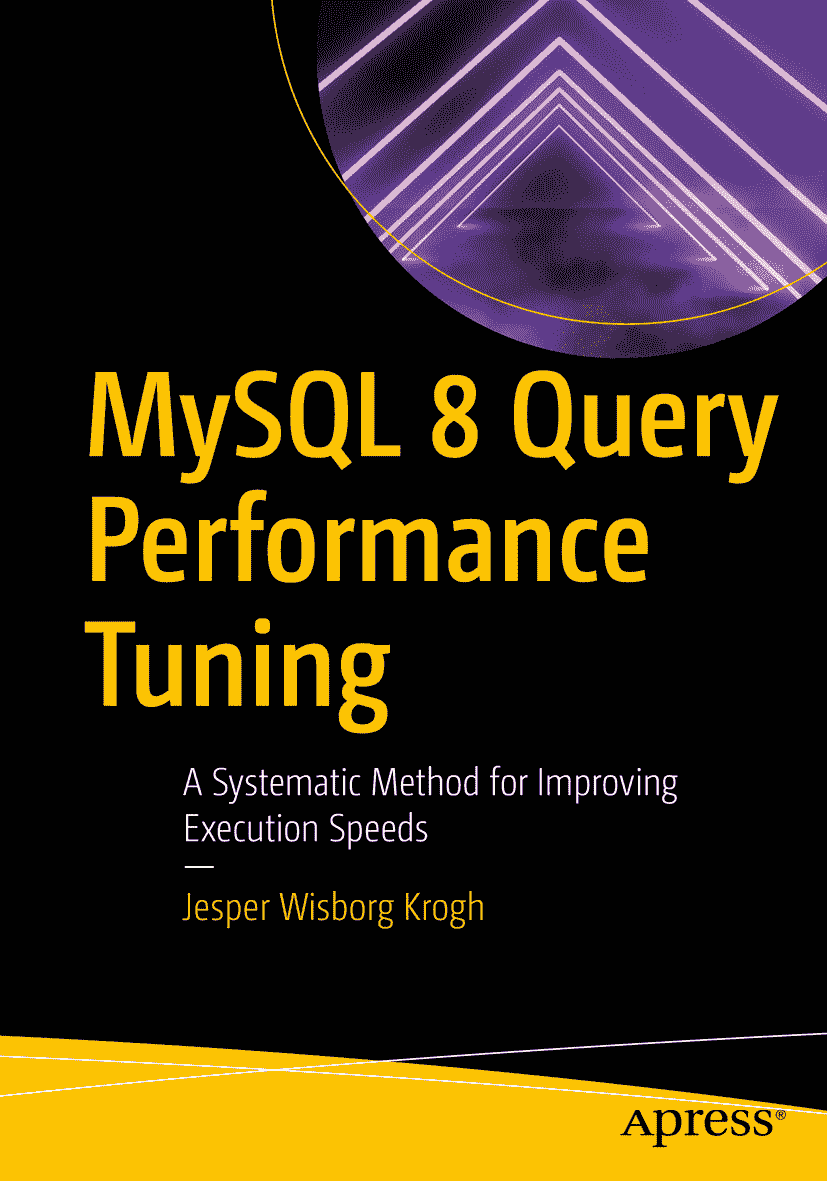 MySQL 8 Query
Performance
Tuning
A Systematic Method for Improving
Execution Speeds
—
Jesper Wisborg Krogh
Apress®